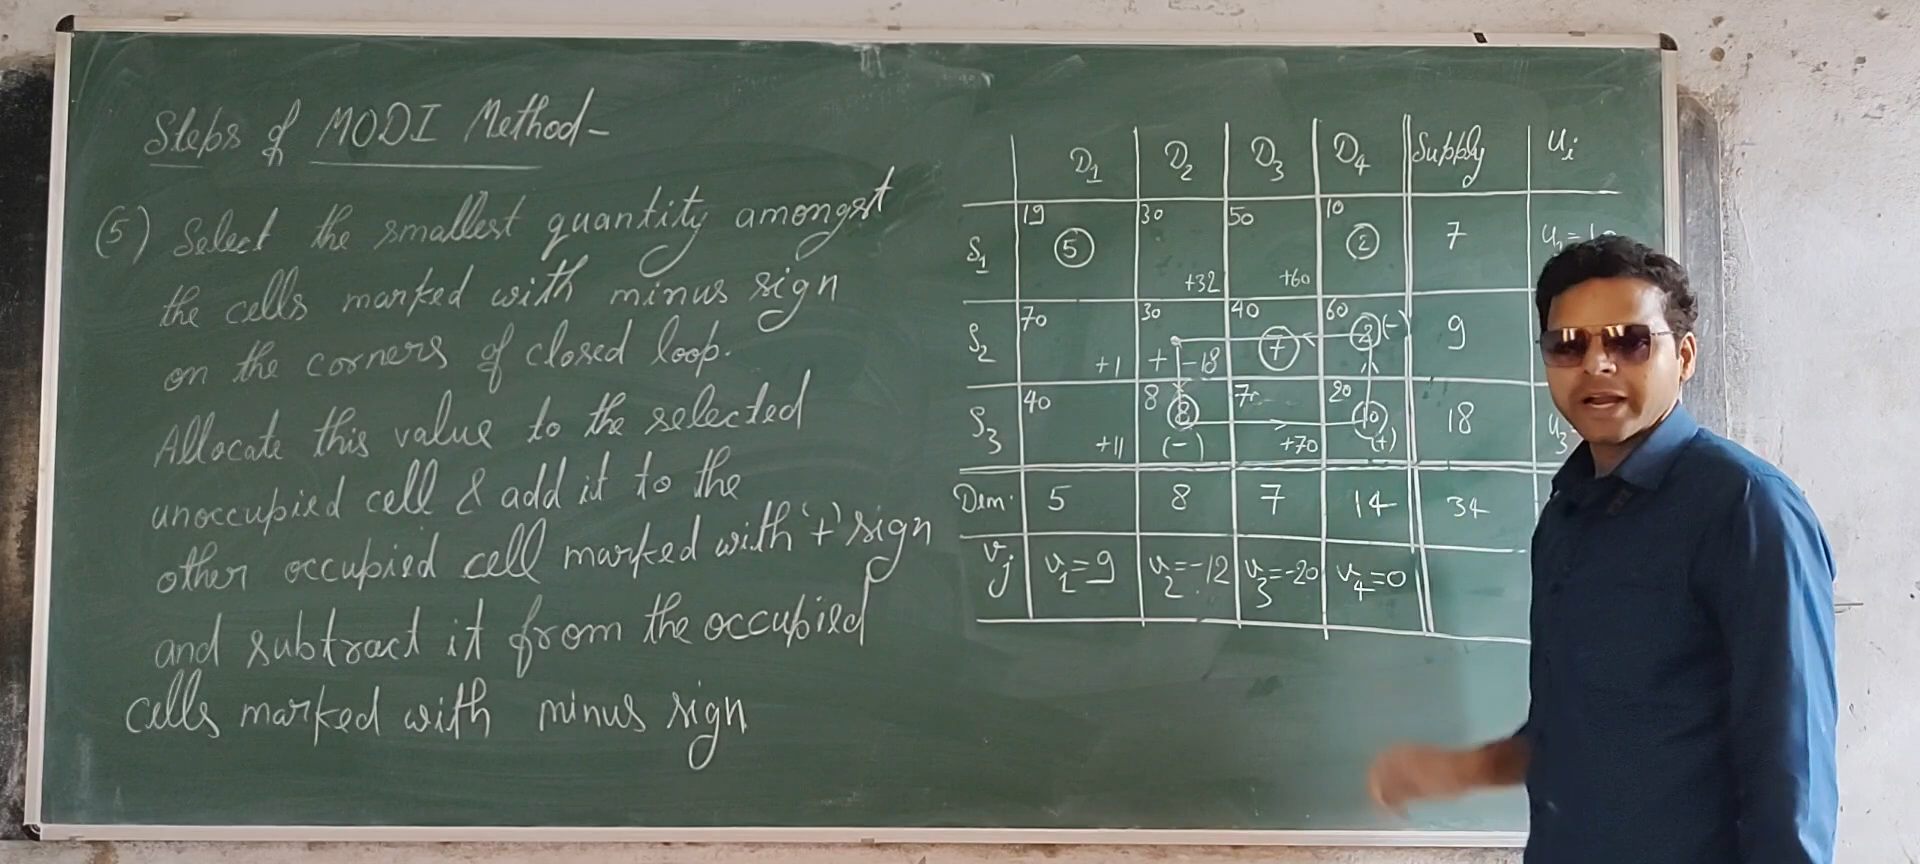 Steps of MODI Method-
(5) Select the smallest quantity amongst
the cells marked with minus sign
on the corners of closed loop.
Allocate this value to the selected
unoccupied cell & add it to the
other occupied cell marked with '+' sign
and subtract it from the occupied
cells marked with minus sign
D1 D2 D3 D4 Supply ui
S1 19 5 30 +32 50 +60 10 2 7
S2 70 +1 30 + -18 40 7 60 2 (-) 9
S3 40 +11 8 8 (-) +70 20 10 (+) 18
Dem. 5 8 7 14 34
vj v1=9 v2=-12 v3=-20 v4=0